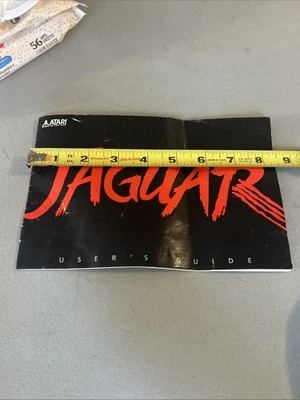 56
ATARI
1 2 3 4 5 6 7 8 9
JAGUAR
USER'S GUIDE